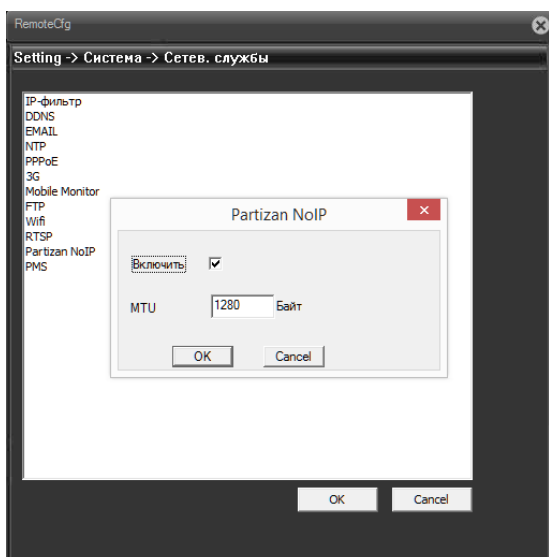 RemoteCfg
Setting -> Система -> Сетев. службы
IP-фильтр
DDNS
EMAIL
NTP
PPPoE
3G
Mobile Monitor
FTP
Wifi
RTSP
Partizan NoIP
PMS
Partizan NoIP
Включить
MTU 1280 Байт
OK Cancel
OK Cancel